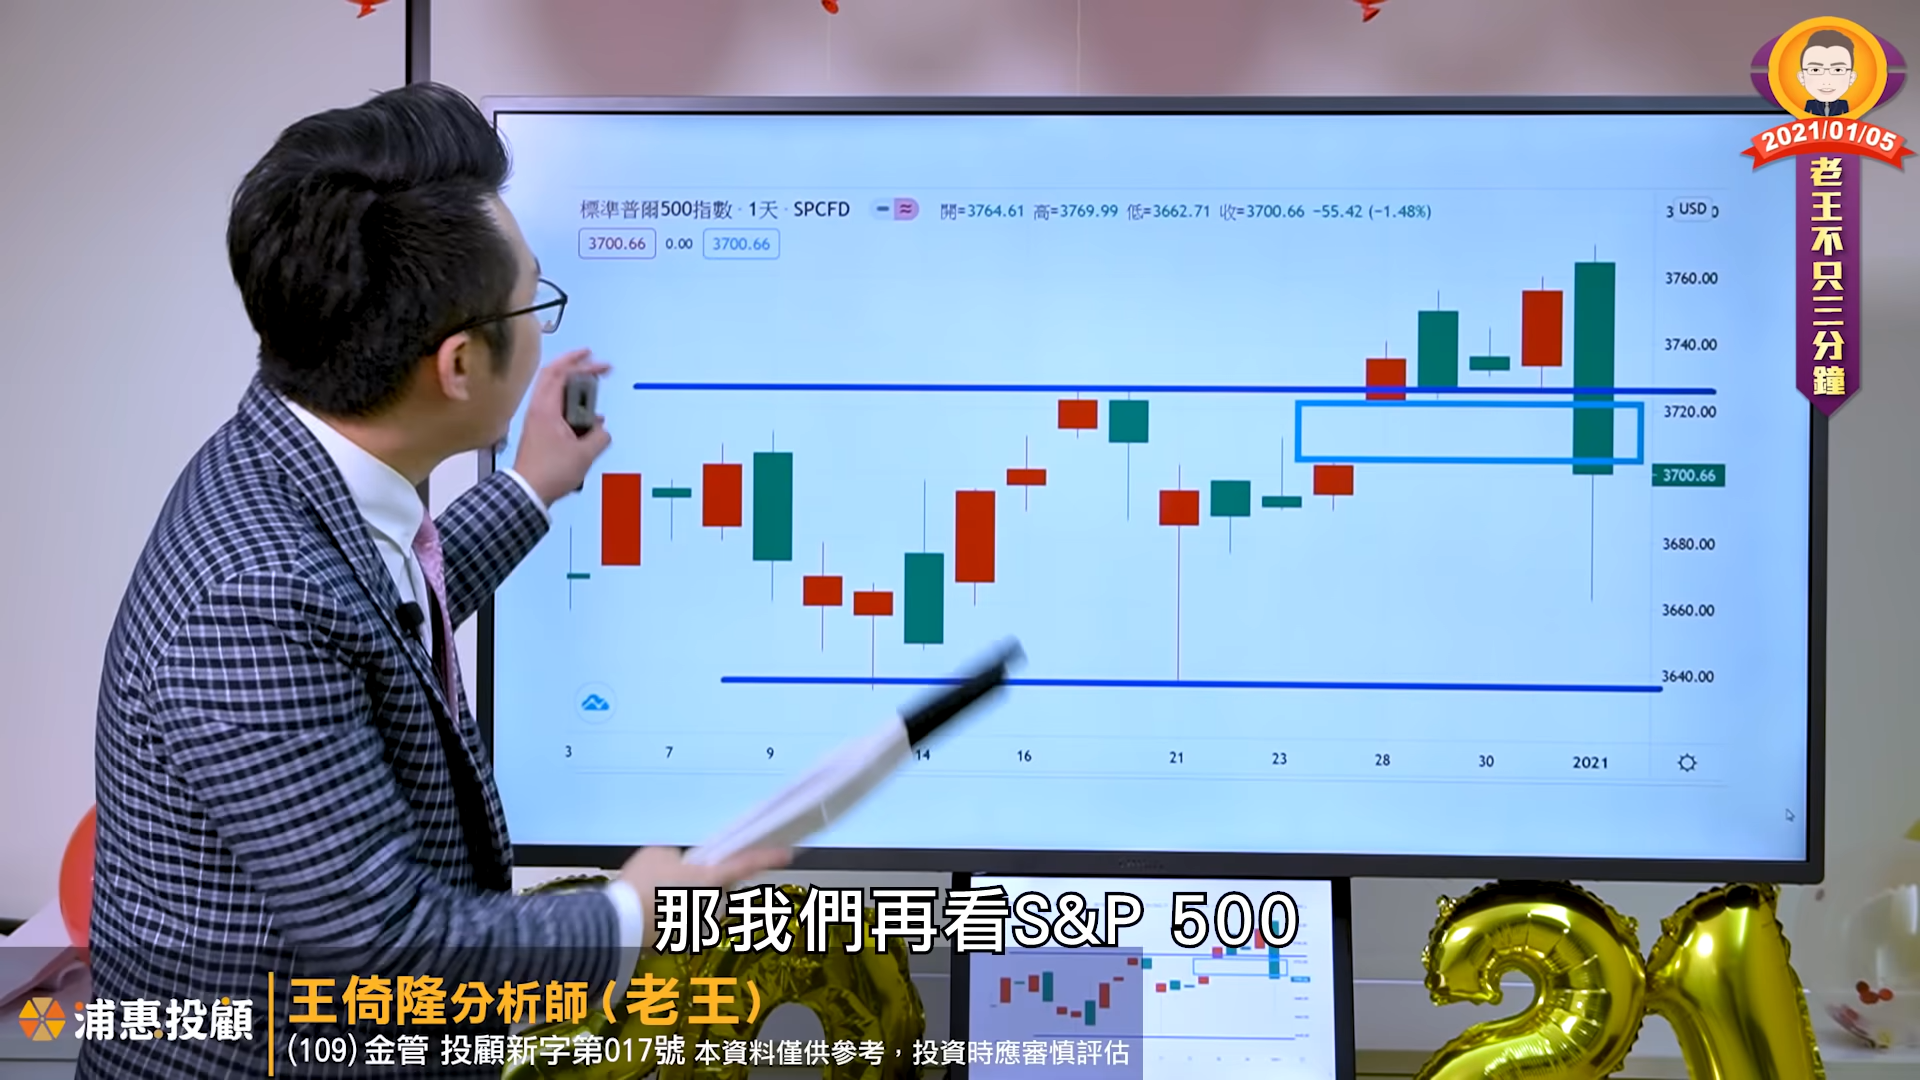 2021/01/05
老王不只三分鐘
標準普爾500指數 · 1天 · SPCFD
開=3764.61 高=3769.99 低=3662.71 收=3700.66 −55.42 (−1.48%)
USD
3700.66 0.00 3700.66
3760.00
3740.00
3720.00
3700.66
3680.00
3660.00
3640.00
3 7 9 14 16 21 23 28 30 2021
那我們再看S&P 500
21
浦惠投顧
王倚隆分析師(老王)
(109)金管 投顧新字第017號 本資料僅供參考，投資時應審慎評估